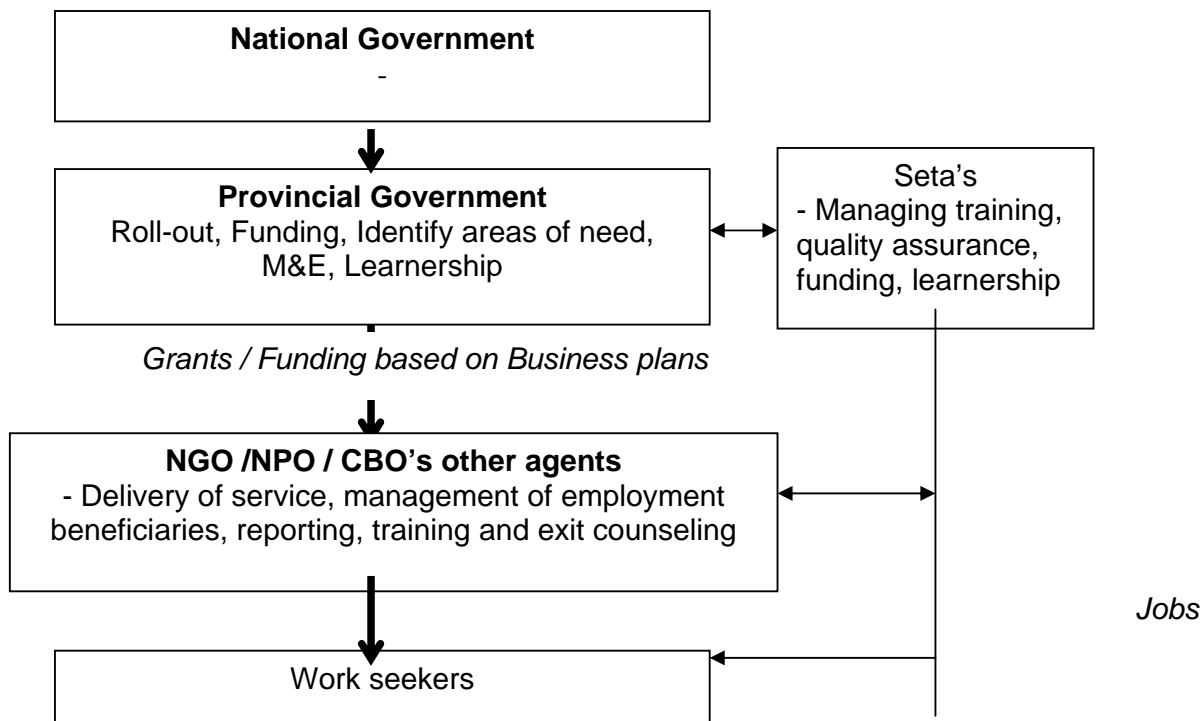 National Government
-
Provincial Government
Roll-out, Funding, Identify areas of need,
M&E, Learnership
Seta’s
- Managing training,
quality assurance,
funding, learnership
Grants / Funding based on Business plans
NGO /NPO / CBO’s other agents
- Delivery of service, management of employment
beneficiaries, reporting, training and exit counseling
Jobs
Work seekers